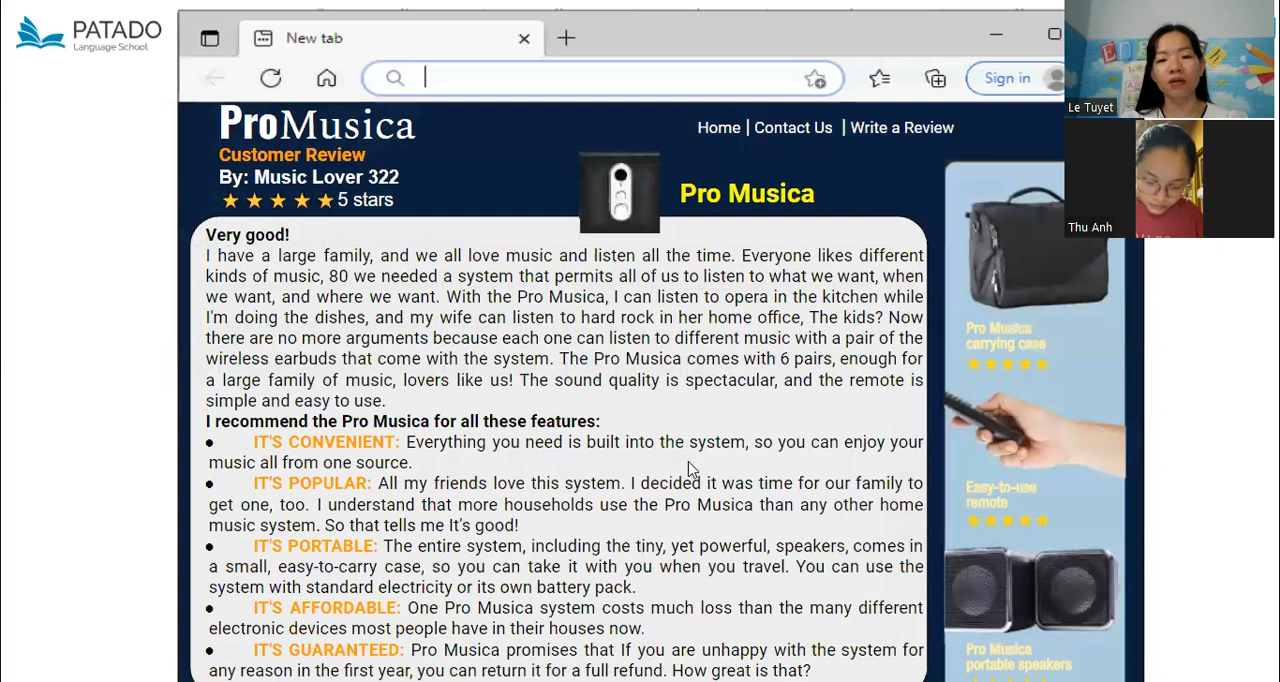 PATADO
Language School
New tab
Sign in
ProMusica
Home | Contact Us | Write a Review
Customer Review
By: Music Lover 322
5 stars
Pro Musica
Very good!
I have a large family, and we all love music and listen all the time. Everyone likes different
kinds of music, 80 we needed a system that permits all of us to listen to what we want, when
we want, and where we want. With the Pro Musica, I can listen to opera in the kitchen while
I'm doing the dishes, and my wife can listen to hard rock in her home office, The kids? Now
there are no more arguments because each one can listen to different music with a pair of the
wireless earbuds that come with the system. The Pro Musica comes with 6 pairs, enough for
a large family of music, lovers like us! The sound quality is spectacular, and the remote is
simple and easy to use.
I recommend the Pro Musica for all these features:
● IT'S CONVENIENT: Everything you need is built into the system, so you can enjoy your
music all from one source.
● IT'S POPULAR: All my friends love this system. I decided it was time for our family to
get one, too. I understand that more households use the Pro Musica than any other home
music system. So that tells me It's good!
● IT'S PORTABLE: The entire system, including the tiny, yet powerful, speakers, comes in
a small, easy-to-carry case, so you can take it with you when you travel. You can use the
system with standard electricity or its own battery pack.
● IT'S AFFORDABLE: One Pro Musica system costs much loss than the many different
electronic devices most people have in their houses now.
● IT'S GUARANTEED: Pro Musica promises that If you are unhappy with the system for
any reason in the first year, you can return it for a full refund. How great is that?
Pro Musica
carrying case
Easy-to-use
remote
Pro Musica
portable speakers
Le Tuyet
Thu Anh